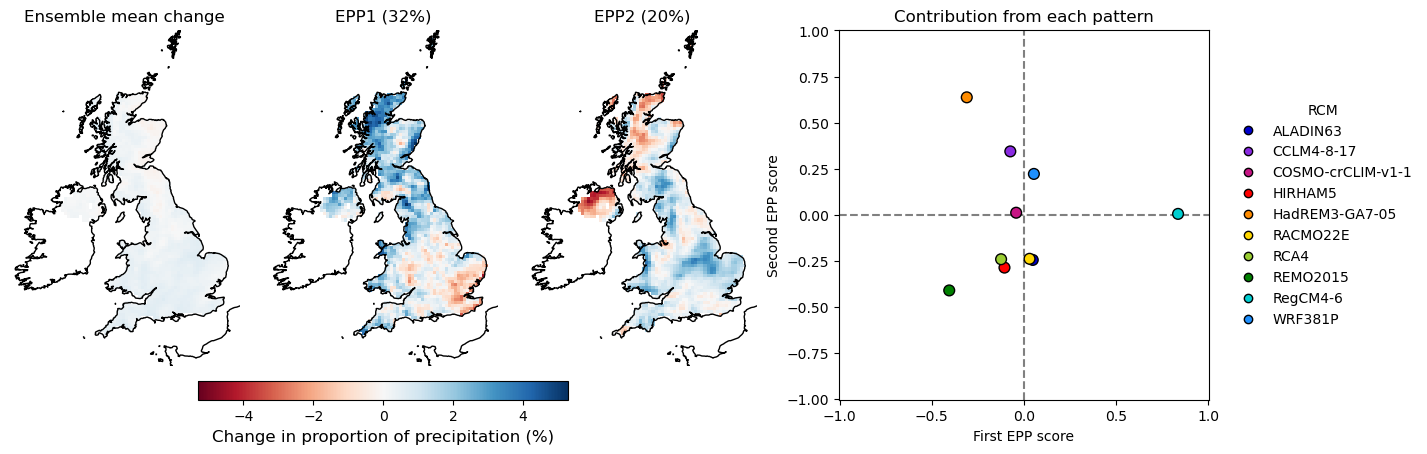 Ensemble mean change
EPP1 (32%)
EPP2 (20%)
−4
−2
0
2
4
Change in proportion of precipitation (%)
Contribution from each pattern
1.00
0.75
0.50
0.25
0.00
−0.25
−0.50
−0.75
−1.00
Second EPP score
−1.0
−0.5
0.0
0.5
1.0
First EPP score
RCM
ALADIN63
CCLM4-8-17
COSMO-crCLIM-v1-1
HIRHAM5
HadREM3-GA7-05
RACMO22E
RCA4
REMO2015
RegCM4-6
WRF381P